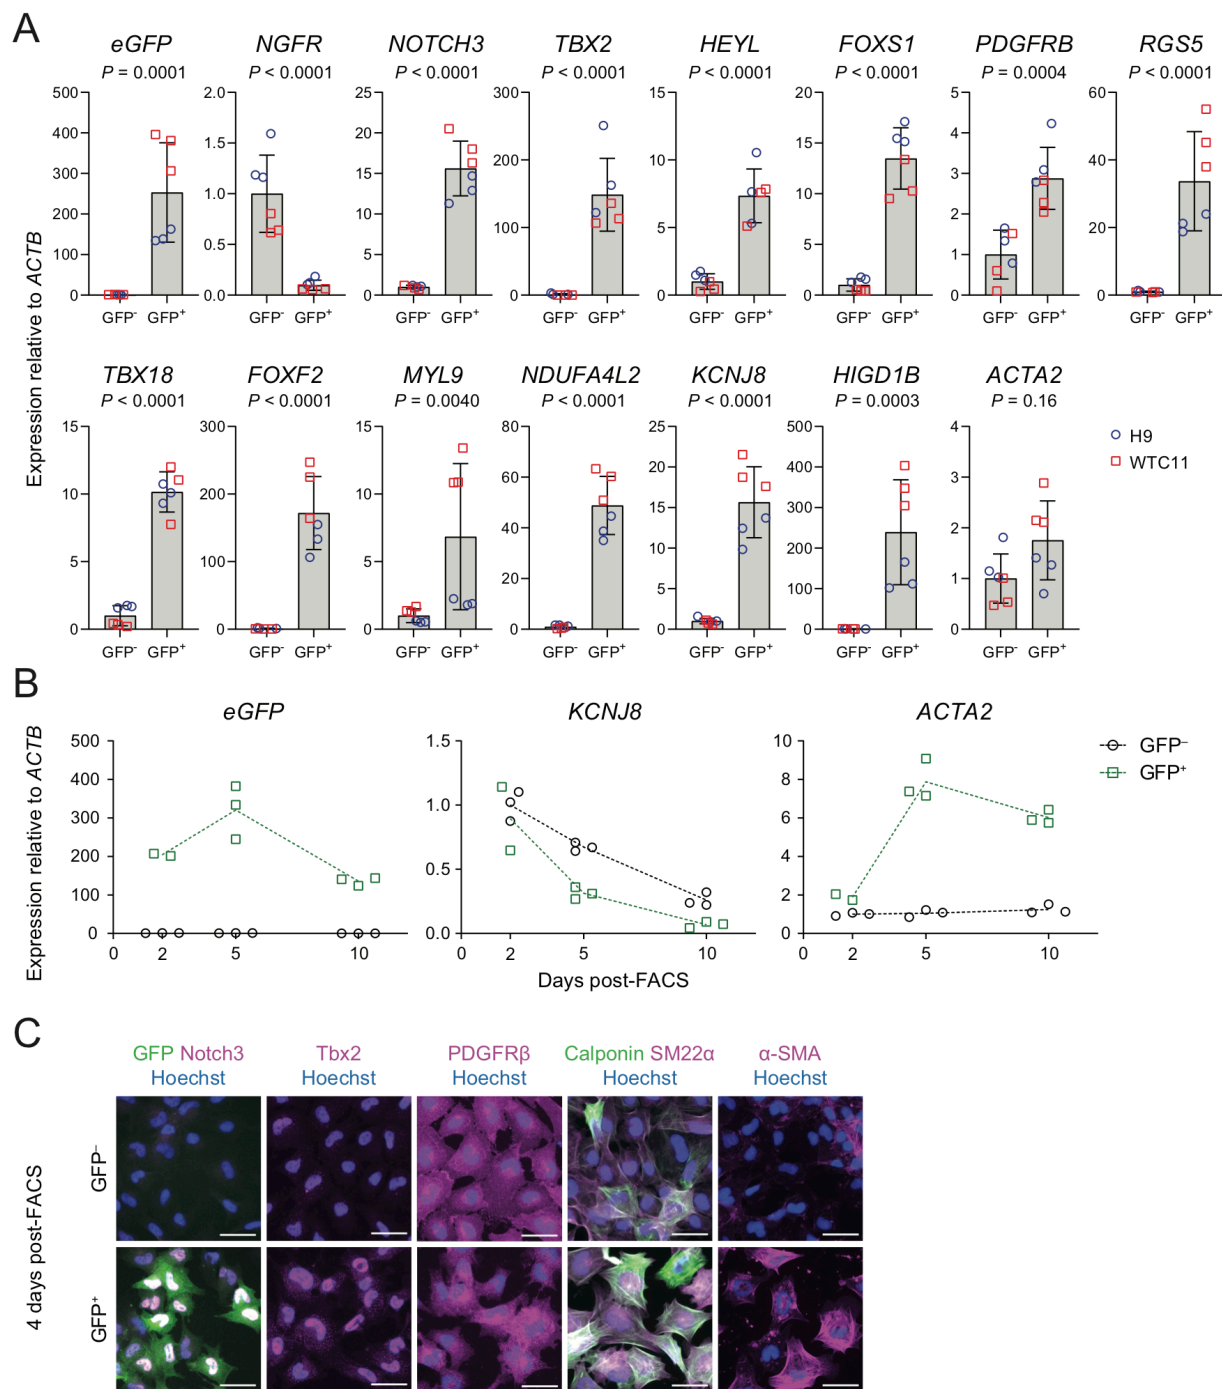 A
eGFP NGFR NOTCH3 TBX2 HEYL FOXS1 PDGFRB RGS5
P = 0.0001 P < 0.0001 P < 0.0001 P < 0.0001 P < 0.0001 P < 0.0001 P = 0.0004 P < 0.0001
Expression relative to ACTB
500 2.0 25 300 15 20 5 60
400 1.5 20 200 10 15 4 40
300 1.0 15 100 5 10 3 20
200 0.5 10 0 0 5 2 0
100 0.0 5 0 1
0 0 0
GFP⁻ GFP⁺ GFP⁻ GFP⁺ GFP⁻ GFP⁺ GFP⁻ GFP⁺ GFP⁻ GFP⁺ GFP⁻ GFP⁺ GFP⁻ GFP⁺ GFP⁻ GFP⁺
TBX18 FOXF2 MYL9 NDUFA4L2 KCNJ8 HIGD1B ACTA2
P < 0.0001 P < 0.0001 P = 0.0040 P < 0.0001 P < 0.0001 P = 0.0003 P = 0.16
15 300 15 80 25 500 4
10 200 10 60 20 400 3
5 100 5 40 15 300 2
0 0 0 20 10 200 1
0 5 100 0
0 0
GFP⁻ GFP⁺ GFP⁻ GFP⁺ GFP⁻ GFP⁺ GFP⁻ GFP⁺ GFP⁻ GFP⁺ GFP⁻ GFP⁺ GFP⁻ GFP⁺
H9
WTC11
B
eGFP KCNJ8 ACTA2
Expression relative to ACTB
500 1.5 10
400 1.0 8
300 0.5 6
200 0.0 4
100 2
0 0
0 2 5 10 0 2 5 10 0 2 5 10
Days post-FACS
GFP⁻
GFP⁺
C
GFP Notch3 Tbx2 PDGFRβ Calponin SM22α α-SMA
Hoechst Hoechst Hoechst Hoechst Hoechst
4 days post-FACS
GFP⁻
GFP⁺